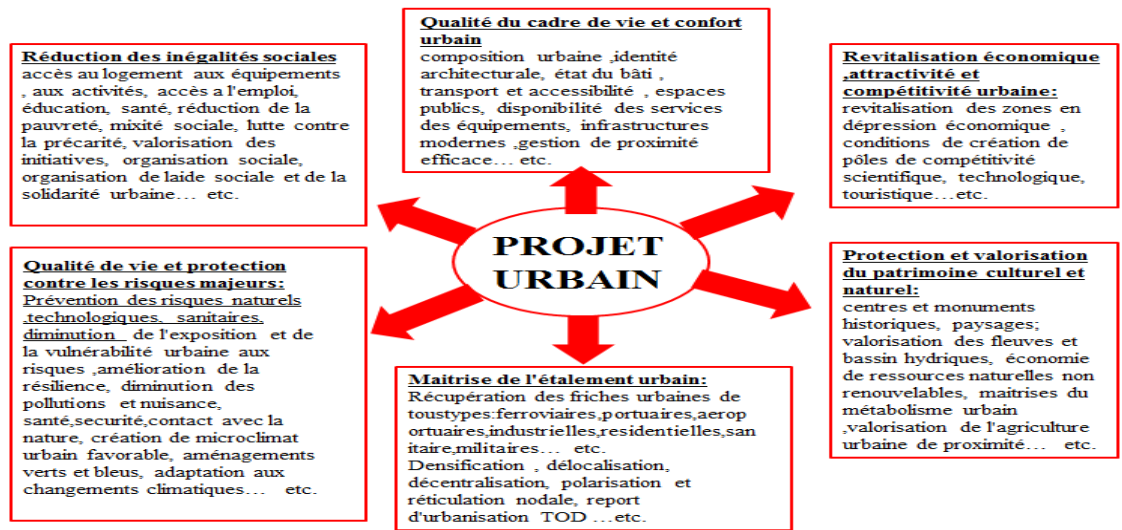 Réduction des inégalités sociales
accès au logement aux équipements
, aux activités, accès a l'emploi,
éducation, santé, réduction de la
pauvreté, mixité sociale, lutte contre
la précarité, valorisation des
initiatives, organisation sociale,
organisation de laide sociale et de la
solidarité urbaine… etc.
Qualité du cadre de vie et confort
urbain
composition urbaine ,identité
architecturale, état du bâti ,
transport et accessibilité , espaces
publics, disponibilité des services
des équipements, infrastructures
modernes ,gestion de proximité
efficace… etc.
Revitalisation économique
,attractivité et
compétitivité urbaine:
revitalisation des zones en
dépression économique ,
conditions de création de
pôles de compétitivité
scientifique, technologique,
touristique…etc.
PROJET
URBAIN
Qualité de vie et protection
contre les risques majeurs:
Prévention des risques naturels
,technologiques, sanitaires,
diminution de l'exposition et de
la vulnérabilité urbaine aux
risques ,amélioration de la
résilience, diminution des
pollutions et nuisance,
santé,securité,contact avec la
nature, création de microclimat
urbain favorable, aménagements
verts et bleus, adaptation aux
changements climatiques… etc.
Maitrise de l'étalement urbain:
Récupération des friches urbaines de
toustypes:ferroviaires,portuaires,aerop
ortuaires,industrielles,residentielles,san
itaire,militaires… etc.
Densification , délocalisation,
décentralisation, polarisation et
réticulation nodale, report
d'urbanisation TOD …etc.
Protection et valorisation
du patrimoine culturel et
naturel:
centres et monuments
historiques, paysages;
valorisation des fleuves et
bassin hydriques, économie
de ressources naturelles non
renouvelables, maitrises du
métabolisme urbain
,valorisation de l'agriculture
urbaine de proximité… etc.